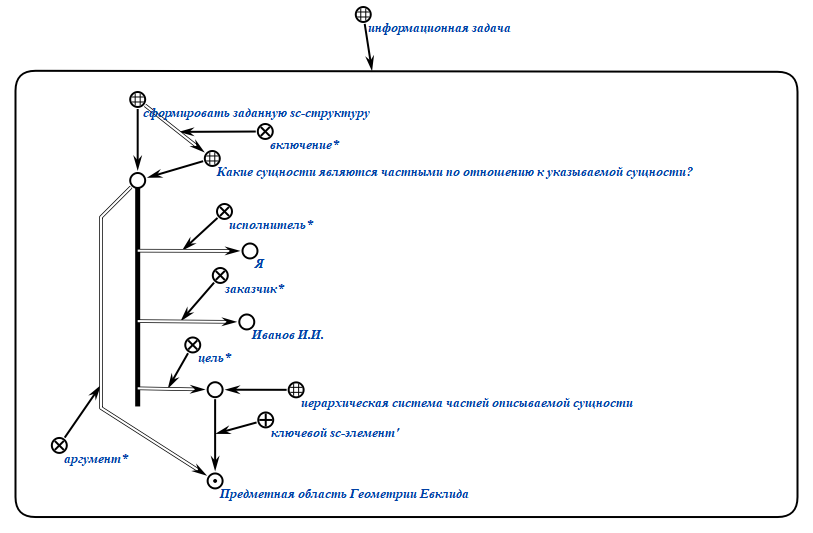 информационная задача
сформировать заданную sc-структуру
включение*
Какие сущности являются частными по отношению к указываемой сущности?
исполнитель*
Я
заказчик*
Иванов И.И.
цель*
иерархическая система частей описываемой сущности
ключевой sc-элемент'
аргумент*
Предметная область Геометрии Евклида